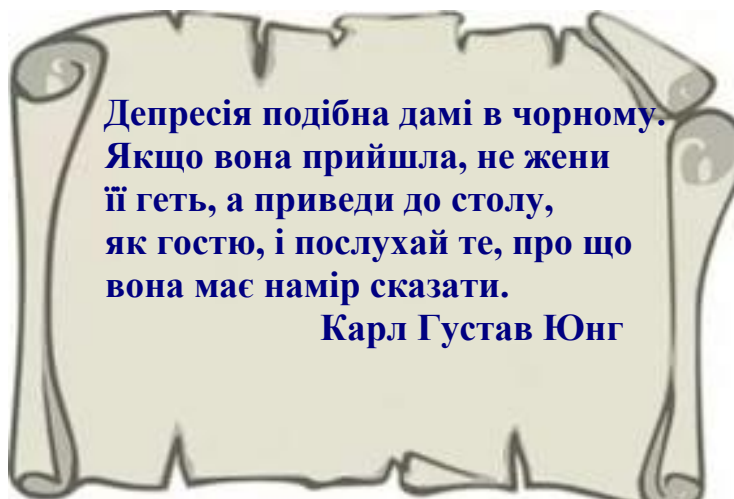 Депресія подібна дамі в чорному.
Якщо вона прийшла, не жени
її геть, а приведи до столу,
як гостю, і послухай те, про що
вона має намір сказати.
Карл Густав Юнг